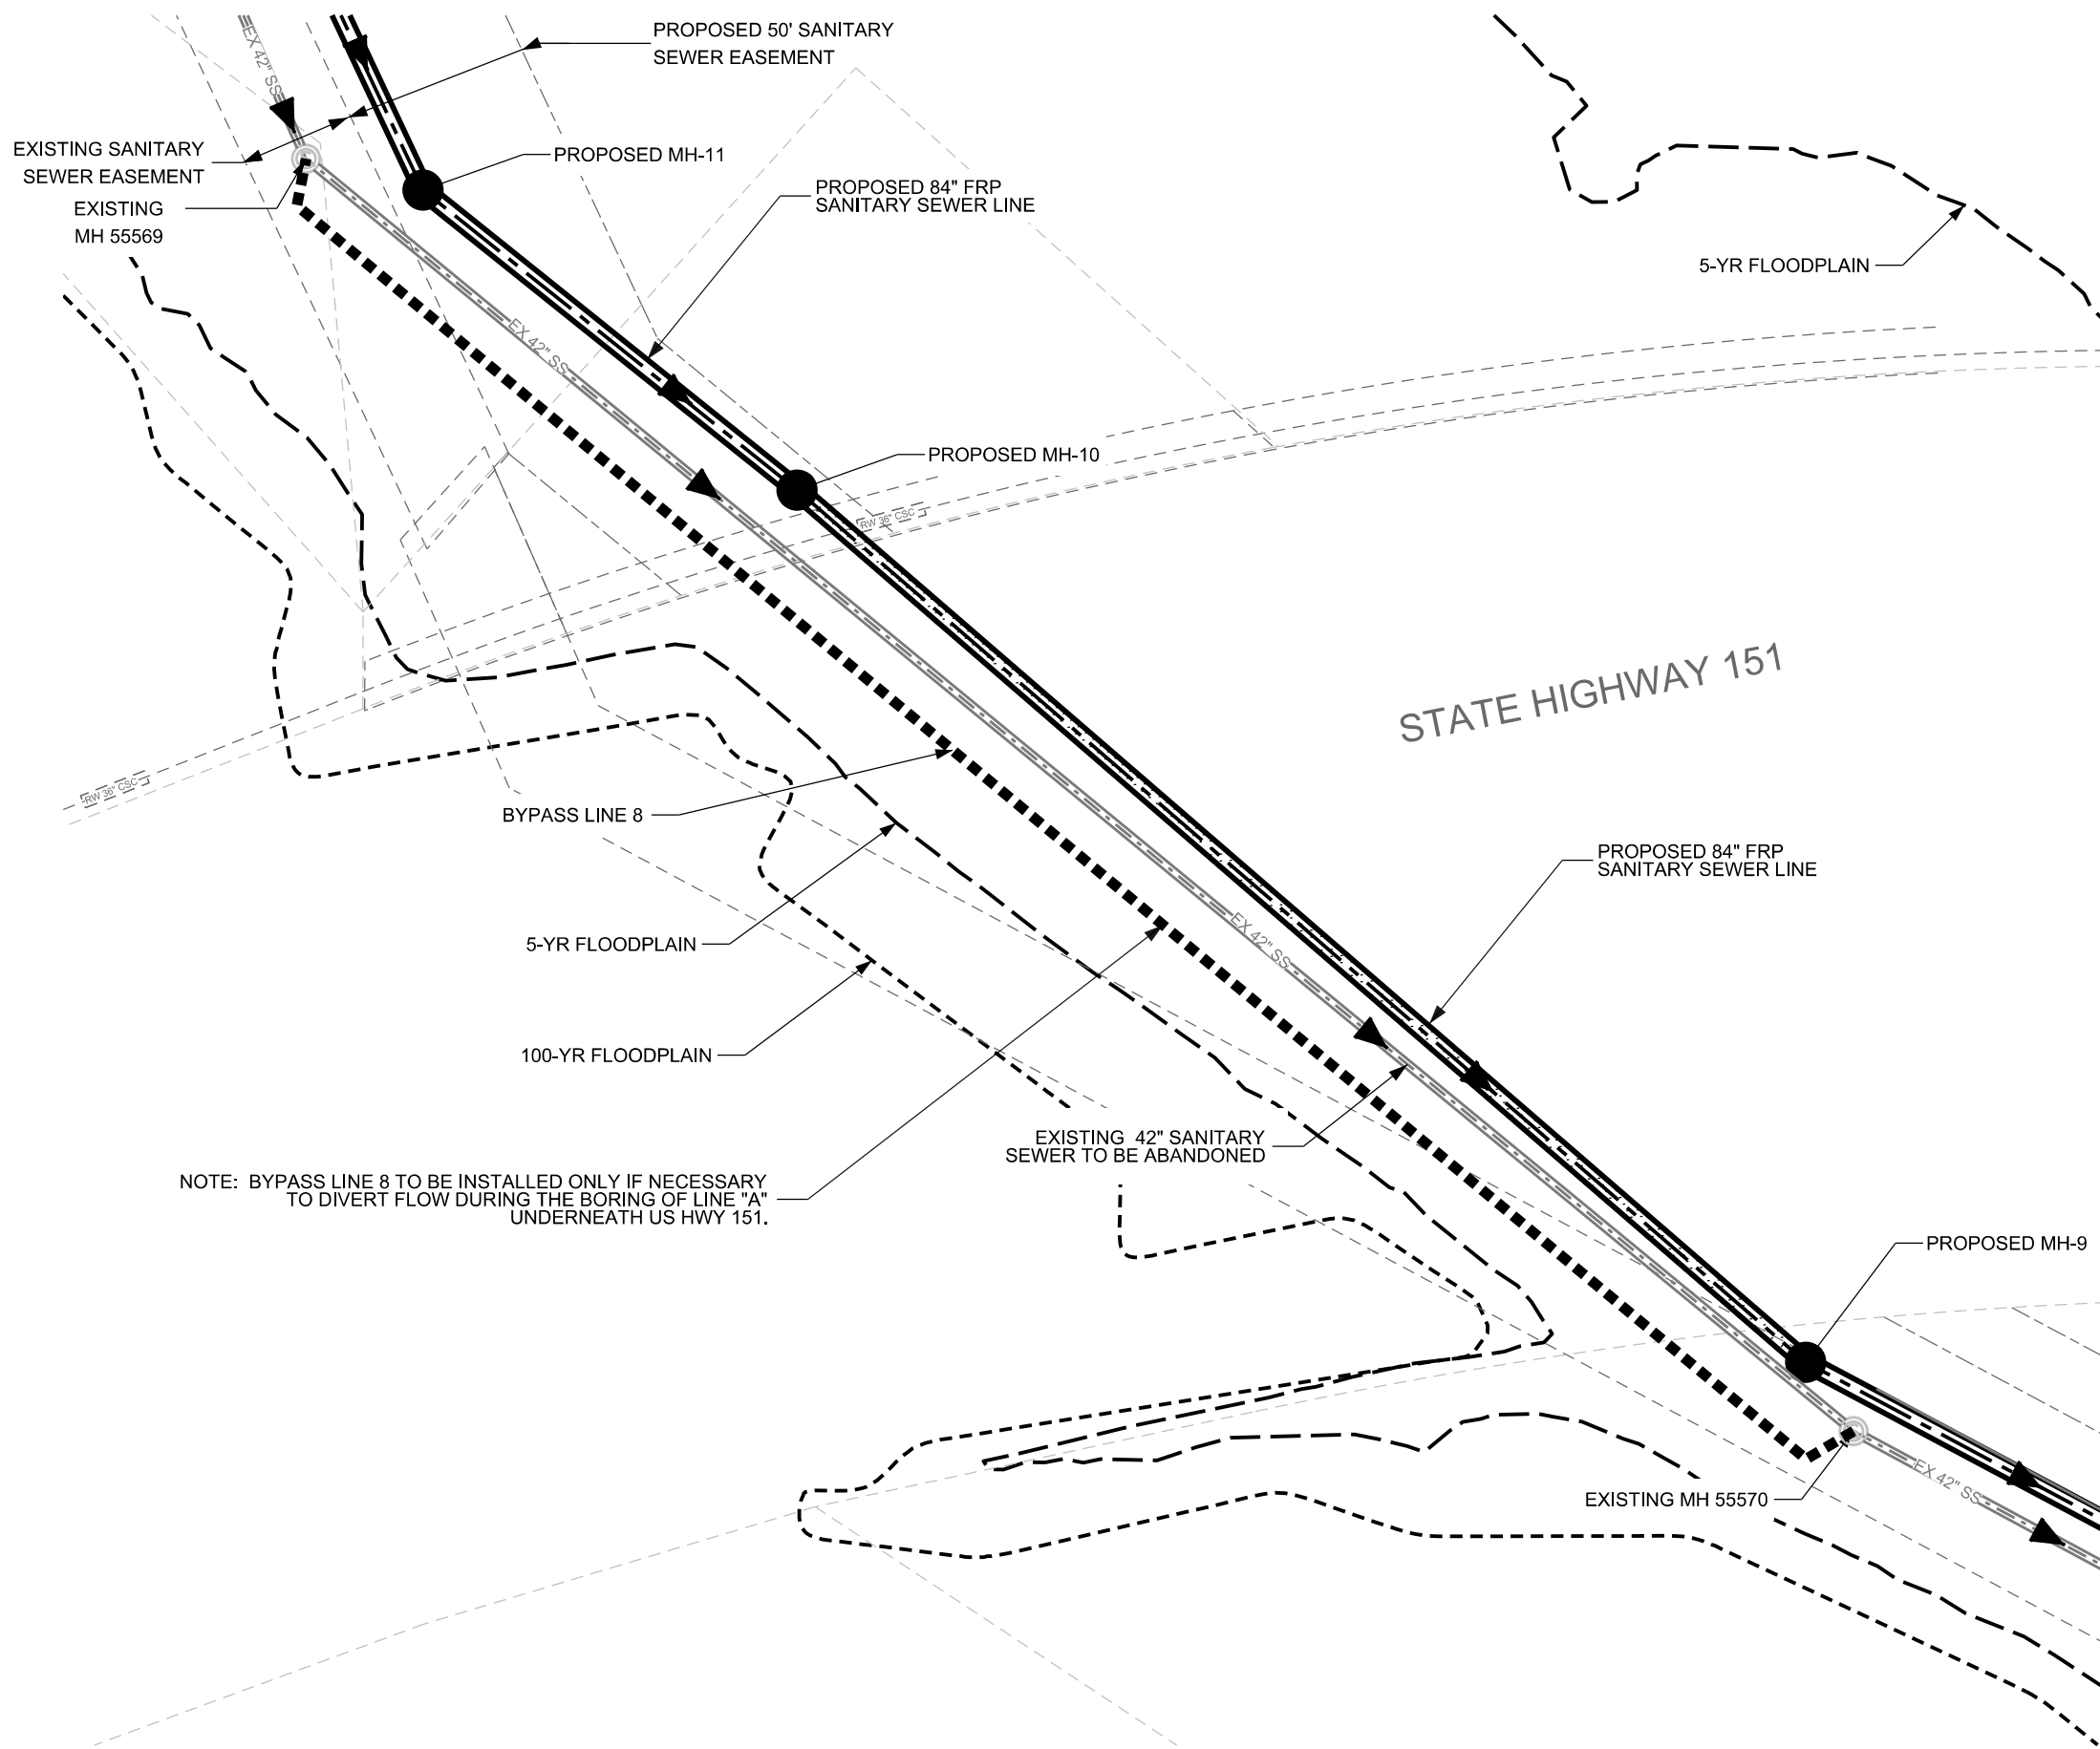 EX 42" SS
PROPOSED 50' SANITARY
SEWER EASEMENT
EXISTING SANITARY
SEWER EASEMENT
PROPOSED MH-11
EXISTING
MH 55569
PROPOSED 84" FRP
SANITARY SEWER LINE
5-YR FLOODPLAIN
EX 42" SS
PROPOSED MH-10
RW 36" CSC
STATE HIGHWAY 151
RW 36" CSC
BYPASS LINE 8
PROPOSED 84" FRP
SANITARY SEWER LINE
5-YR FLOODPLAIN
EX 42" SS
100-YR FLOODPLAIN
EXISTING 42" SANITARY
SEWER TO BE ABANDONED
NOTE: BYPASS LINE 8 TO BE INSTALLED ONLY IF NECESSARY
TO DIVERT FLOW DURING THE BORING OF LINE "A"
UNDERNEATH US HWY 151.
PROPOSED MH-9
EXISTING MH 55570
EX 42" SS